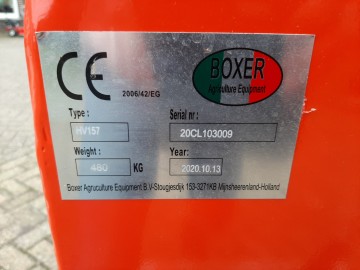 CE
2006/42/EG
BOXER
Agriculture Equipment
Type :
HV157
Serial nr :
20CL103009
Weight :
480 KG
Year:
2020.10.13
Boxer Agruculture Equipment B.V-Stougjesdijk 153-3271KB Mijnsheerenland-Holland